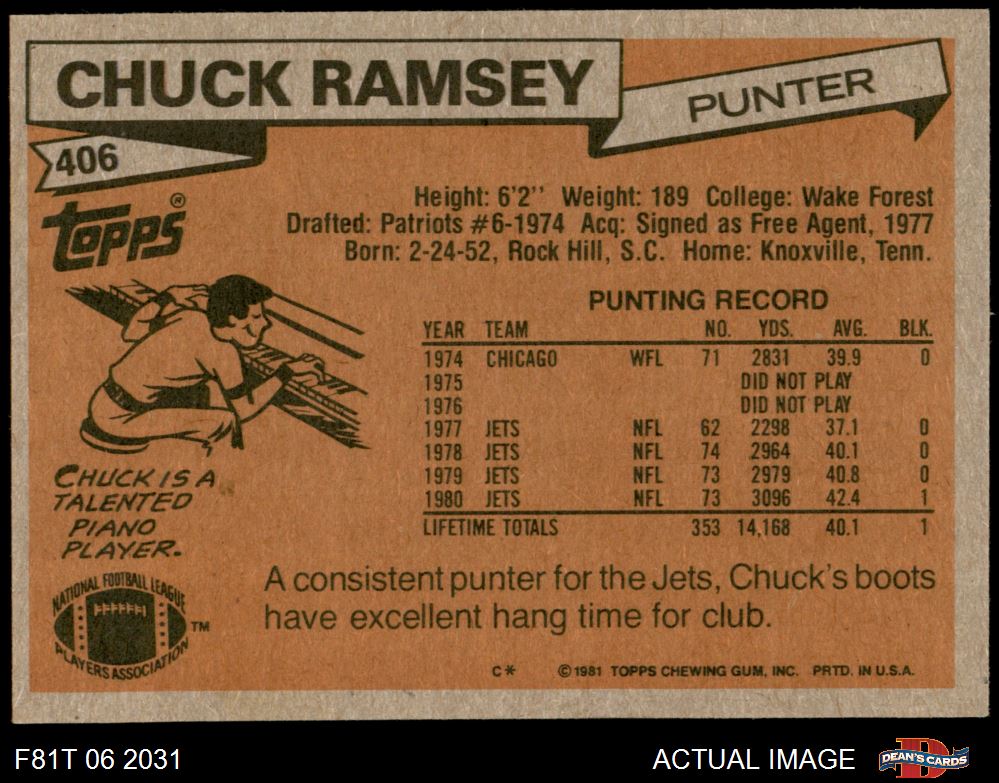 CHUCK RAMSEY
PUNTER
406
Topps®
Height: 6'2'' Weight: 189 College: Wake Forest
Drafted: Patriots #6-1974 Acq: Signed as Free Agent, 1977
Born: 2-24-52, Rock Hill, S.C. Home: Knoxville, Tenn.
PUNTING RECORD
YEAR TEAM NO. YDS. AVG. BLK.
1974 CHICAGO WFL 71 2831 39.9 0
1975 DID NOT PLAY
1976 DID NOT PLAY
1977 JETS NFL 62 2298 37.1 0
1978 JETS NFL 74 2964 40.1 0
1979 JETS NFL 73 2979 40.8 0
1980 JETS NFL 73 3096 42.4 1
LIFETIME TOTALS 353 14,168 40.1 1
CHUCK IS A
TALENTED
PIANO
PLAYER.
NATIONAL FOOTBALL LEAGUE
PLAYERS ASSOCIATION
TM
A consistent punter for the Jets, Chuck's boots
have excellent hang time for club.
C* ©1981 TOPPS CHEWING GUM, INC. PRTD. IN U.S.A.
F81T 06 2031
ACTUAL IMAGE
DEAN'S CARDS